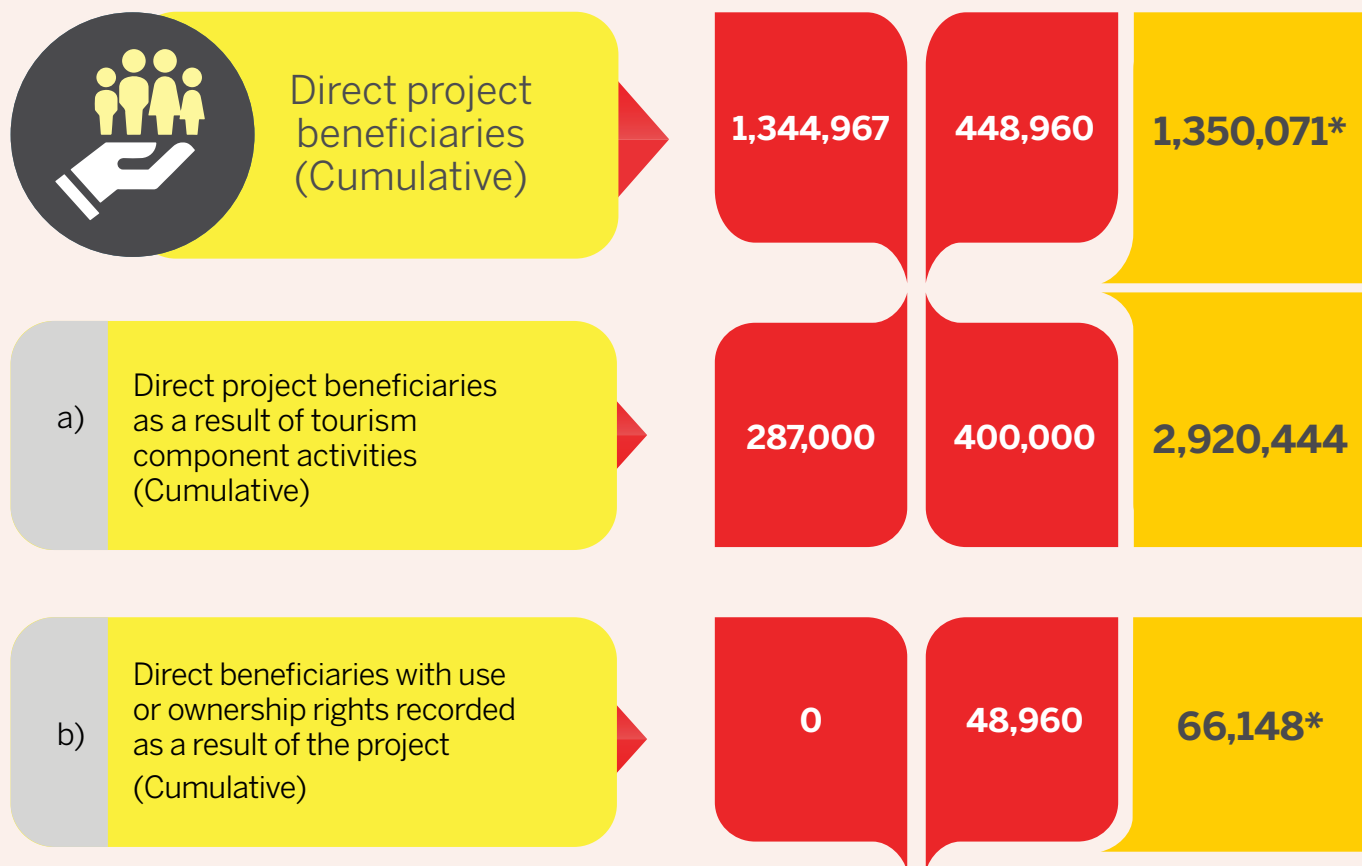 Direct project
beneficiaries
(Cumulative)
1,344,967
448,960
1,350,071*
a)
Direct project beneficiaries
as a result of tourism
component activities
(Cumulative)
287,000
400,000
2,920,444
b)
Direct beneficiaries with use
or ownership rights recorded
as a result of the project
(Cumulative)
0
48,960
66,148*